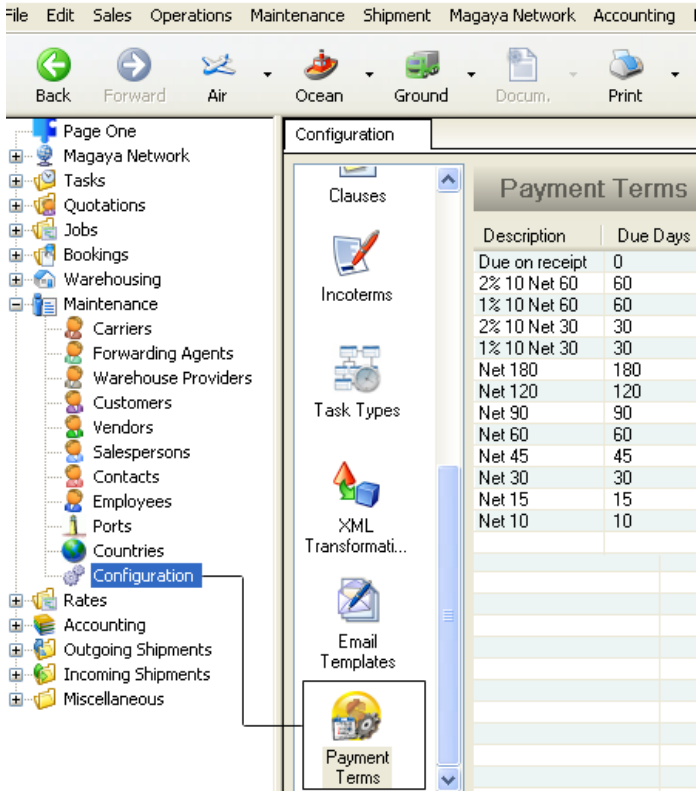 File Edit Sales Operations Maintenance Shipment Magaya Network Accounting
Back Forward Air Ocean Ground Docum. Print
Page One
Magaya Network
Tasks
Quotations
Jobs
Bookings
Warehousing
Maintenance
Carriers
Forwarding Agents
Warehouse Providers
Customers
Vendors
Salespersons
Contacts
Employees
Ports
Countries
Configuration
Rates
Accounting
Outgoing Shipments
Incoming Shipments
Miscellaneous
Configuration
Clauses
Incoterms
Task Types
XML
Transformati...
Email
Templates
Payment
Terms
Payment Terms
Description Due Days
Due on receipt 0
2% 10 Net 60 60
1% 10 Net 60 60
2% 10 Net 30 30
1% 10 Net 30 30
Net 180 180
Net 120 120
Net 90 90
Net 60 60
Net 45 45
Net 30 30
Net 15 15
Net 10 10